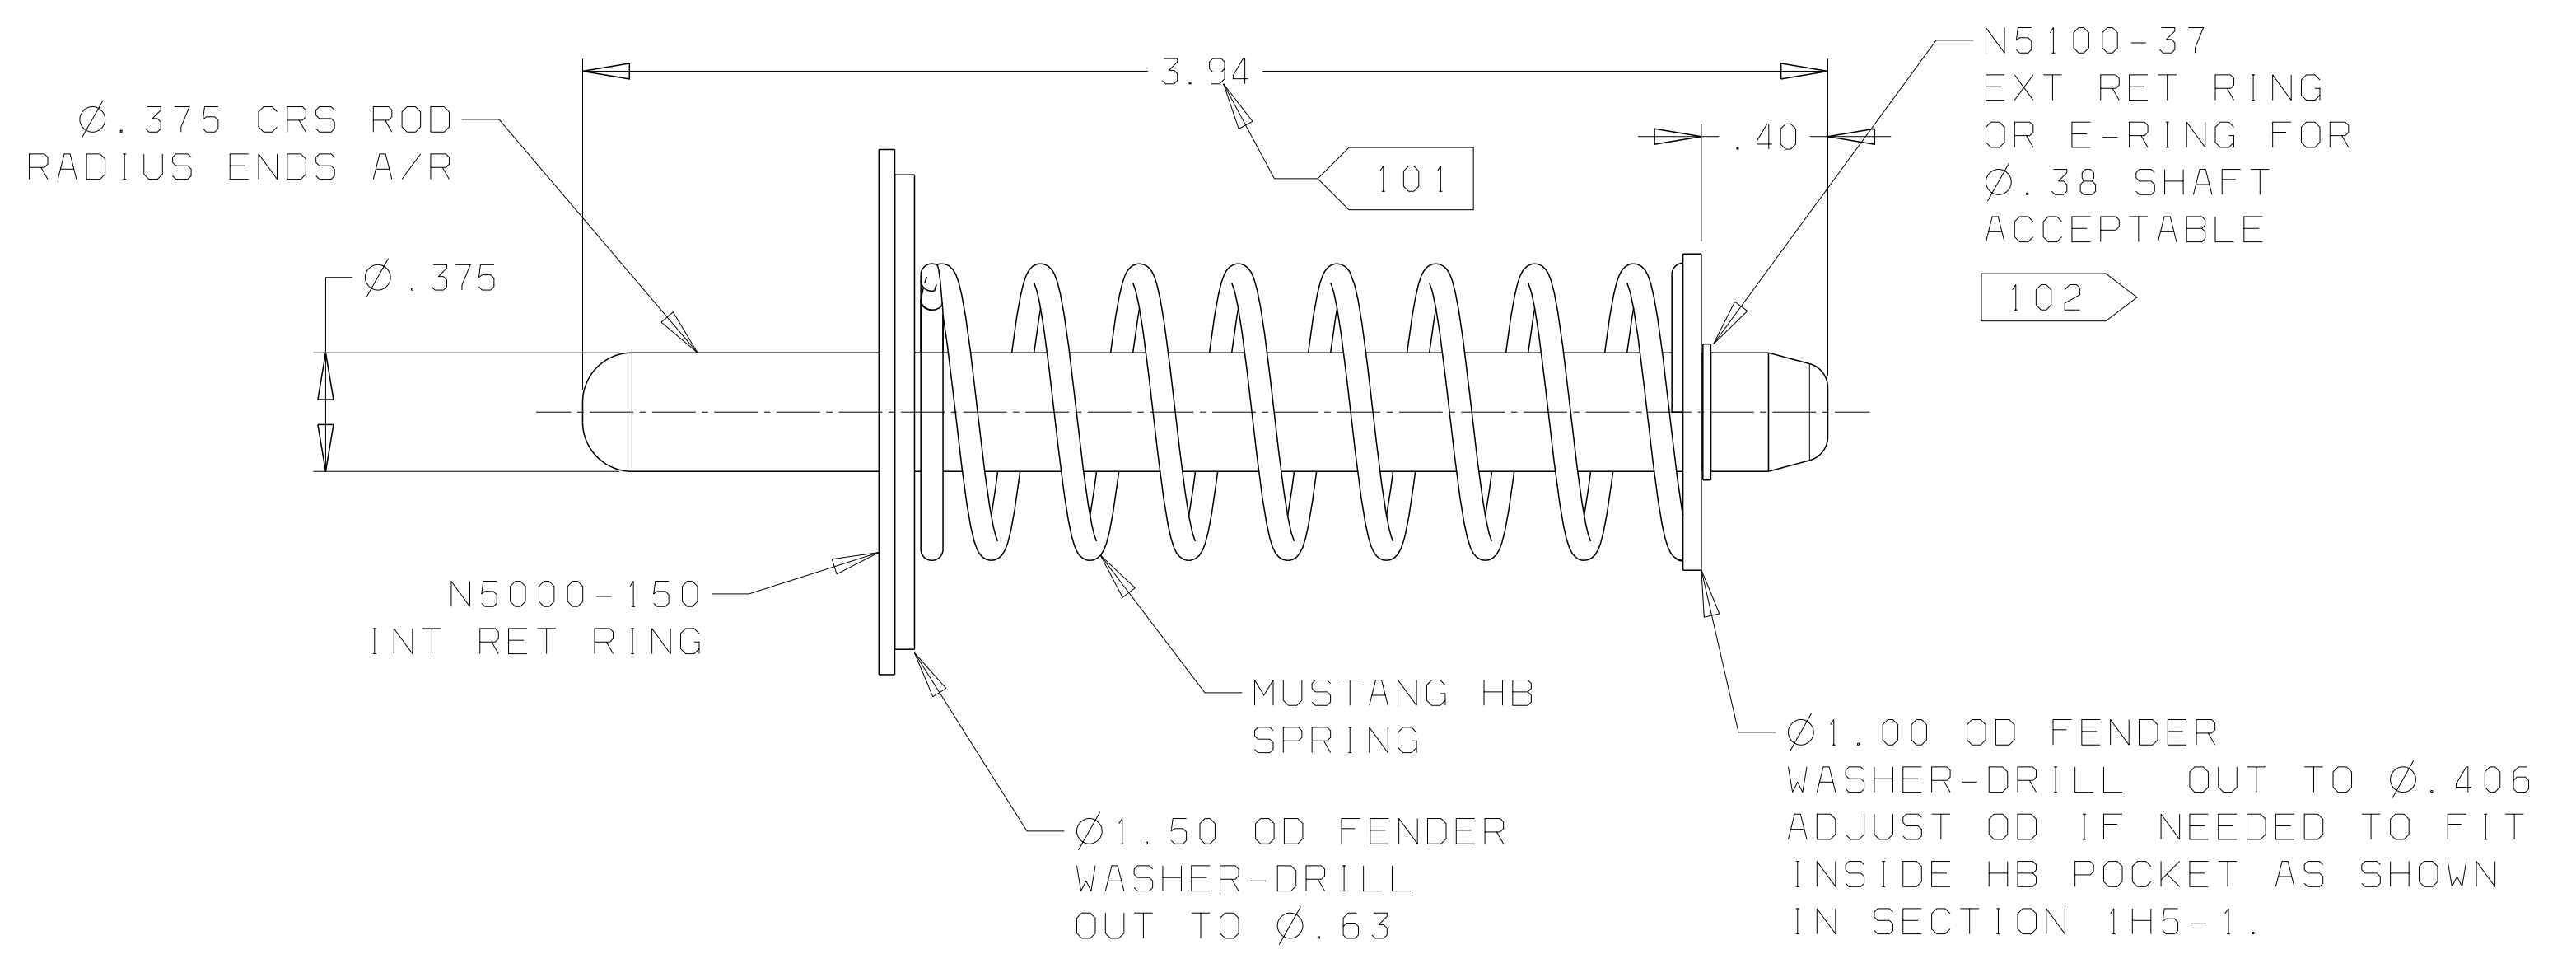 3.94
Ø.375 CRS ROD
RADIUS ENDS A/R
101
.40
N5100-37
EXT RET RING
OR E-RING FOR
Ø.38 SHAFT
ACCEPTABLE
102
Ø.375
N5000-150
INT RET RING
MUSTANG HB
SPRING
Ø1.50 OD FENDER
WASHER-DRILL
OUT TO Ø.63
Ø1.00 OD FENDER
WASHER-DRILL OUT TO Ø.406
ADJUST OD IF NEEDED TO FIT
INSIDE HB POCKET AS SHOWN
IN SECTION 1H5-1.